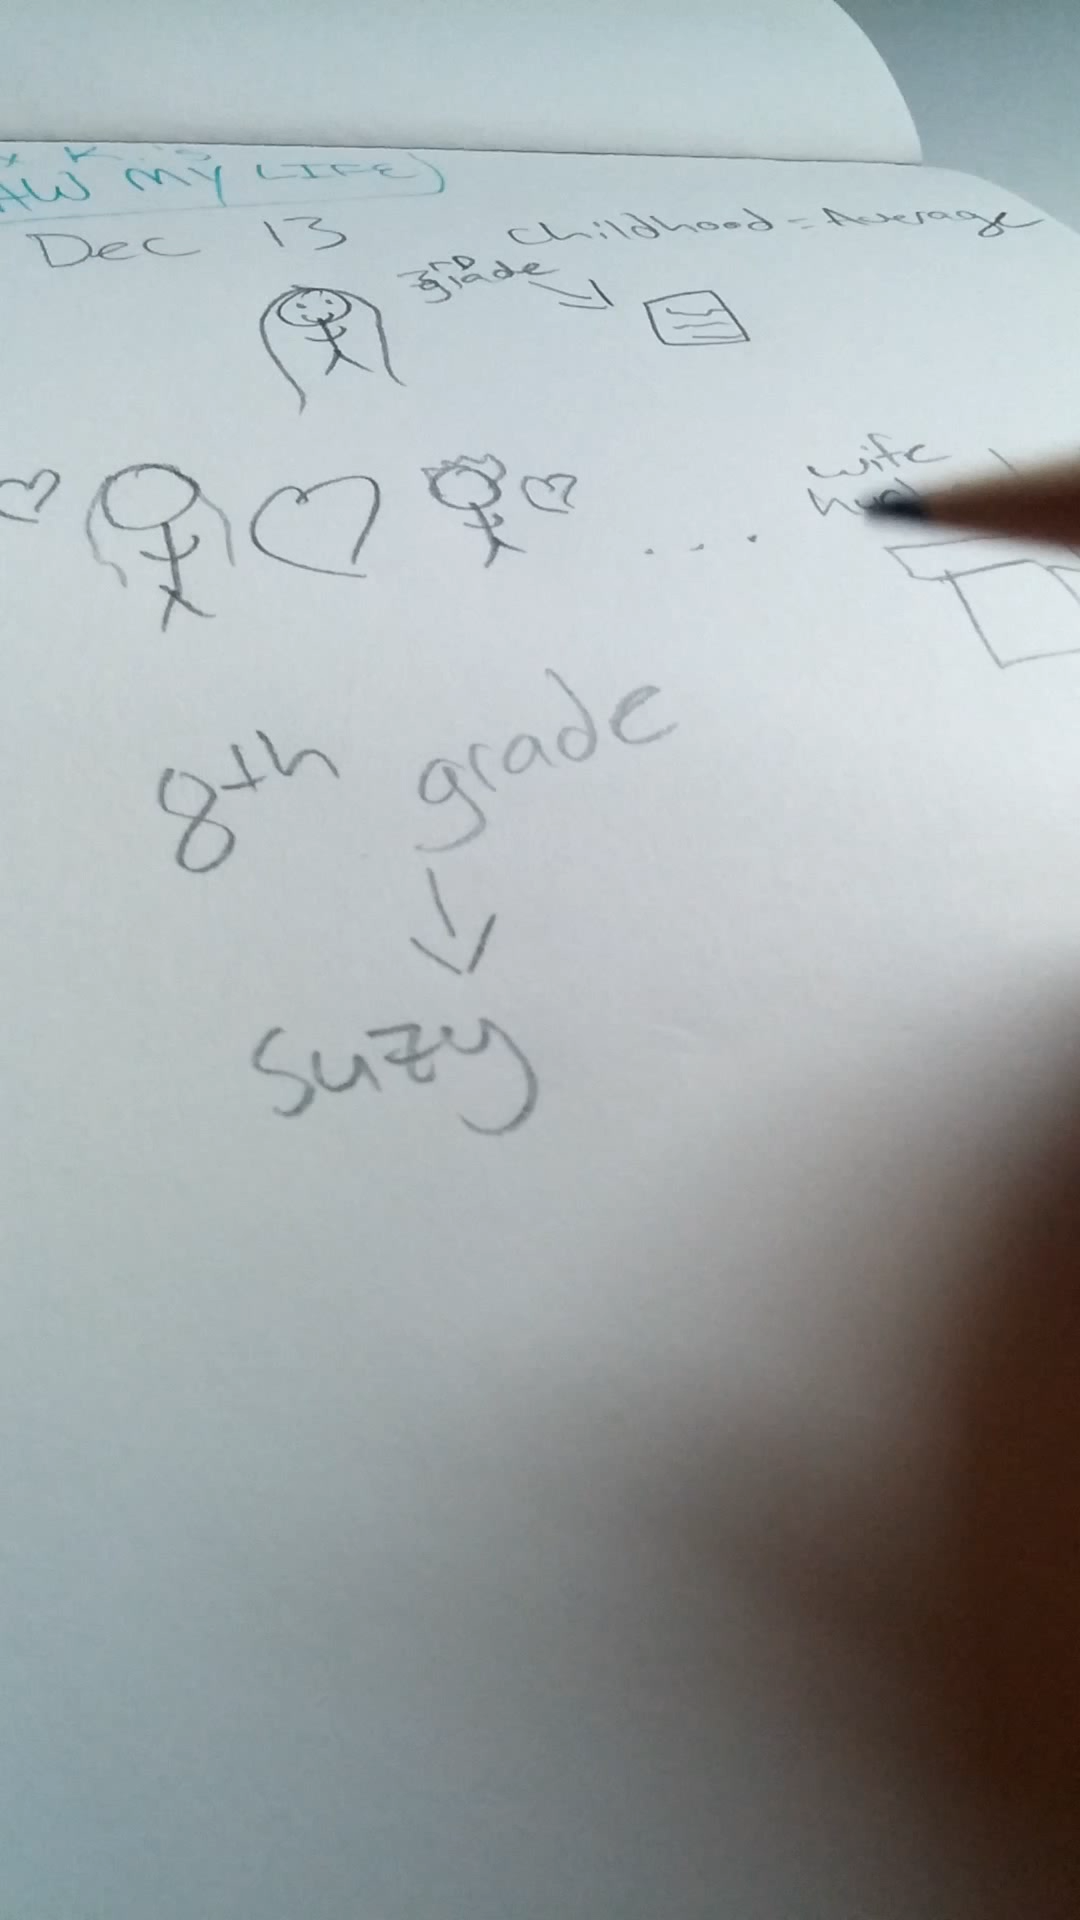 MY LIFE)
Dec 13
childhood = Average
3RD
grade
wife
8th grade
suzy